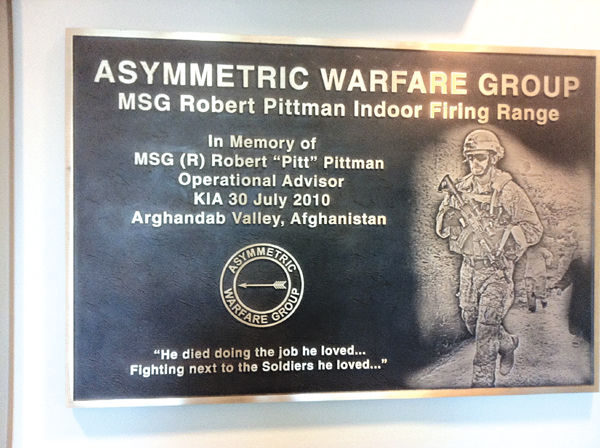 ASYMMETRIC WARFARE GROUP
MSG Robert Pittman Indoor Firing Range
In Memory of
MSG (R) Robert “Pitt” Pittman
Operational Advisor
KIA 30 July 2010
Arghandab Valley, Afghanistan
ASYMMETRIC
WARFARE GROUP
“He died doing the job he loved...
Fighting next to the Soldiers he loved...”